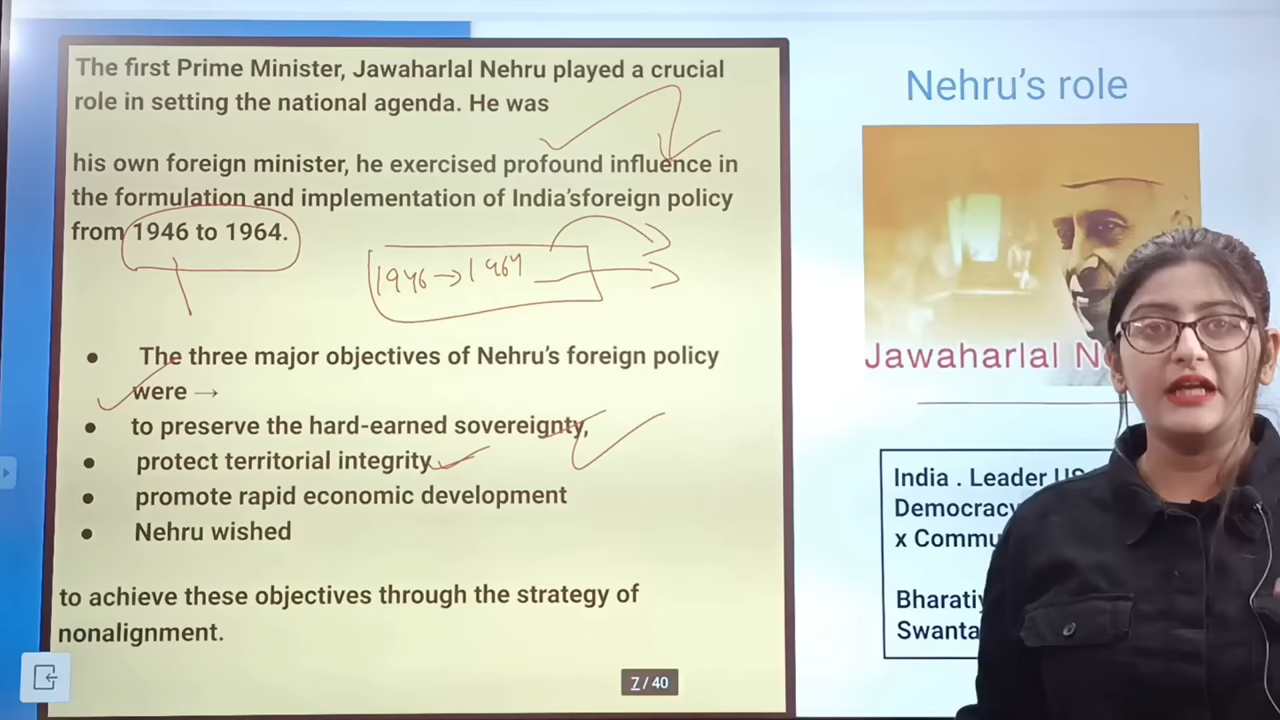 The first Prime Minister, Jawaharlal Nehru played a crucial
role in setting the national agenda. He was
his own foreign minister, he exercised profound influence in
the formulation and implementation of India'sforeign policy
from 1946 to 1964.
1946 → 1964
● The three major objectives of Nehru's foreign policy
were →
● to preserve the hard-earned sovereignty,
● protect territorial integrity
● promote rapid economic development
● Nehru wished
to achieve these objectives through the strategy of
nonalignment.
7 / 40
Nehru's role
Jawaharlal
India . Leader
Democracy
x